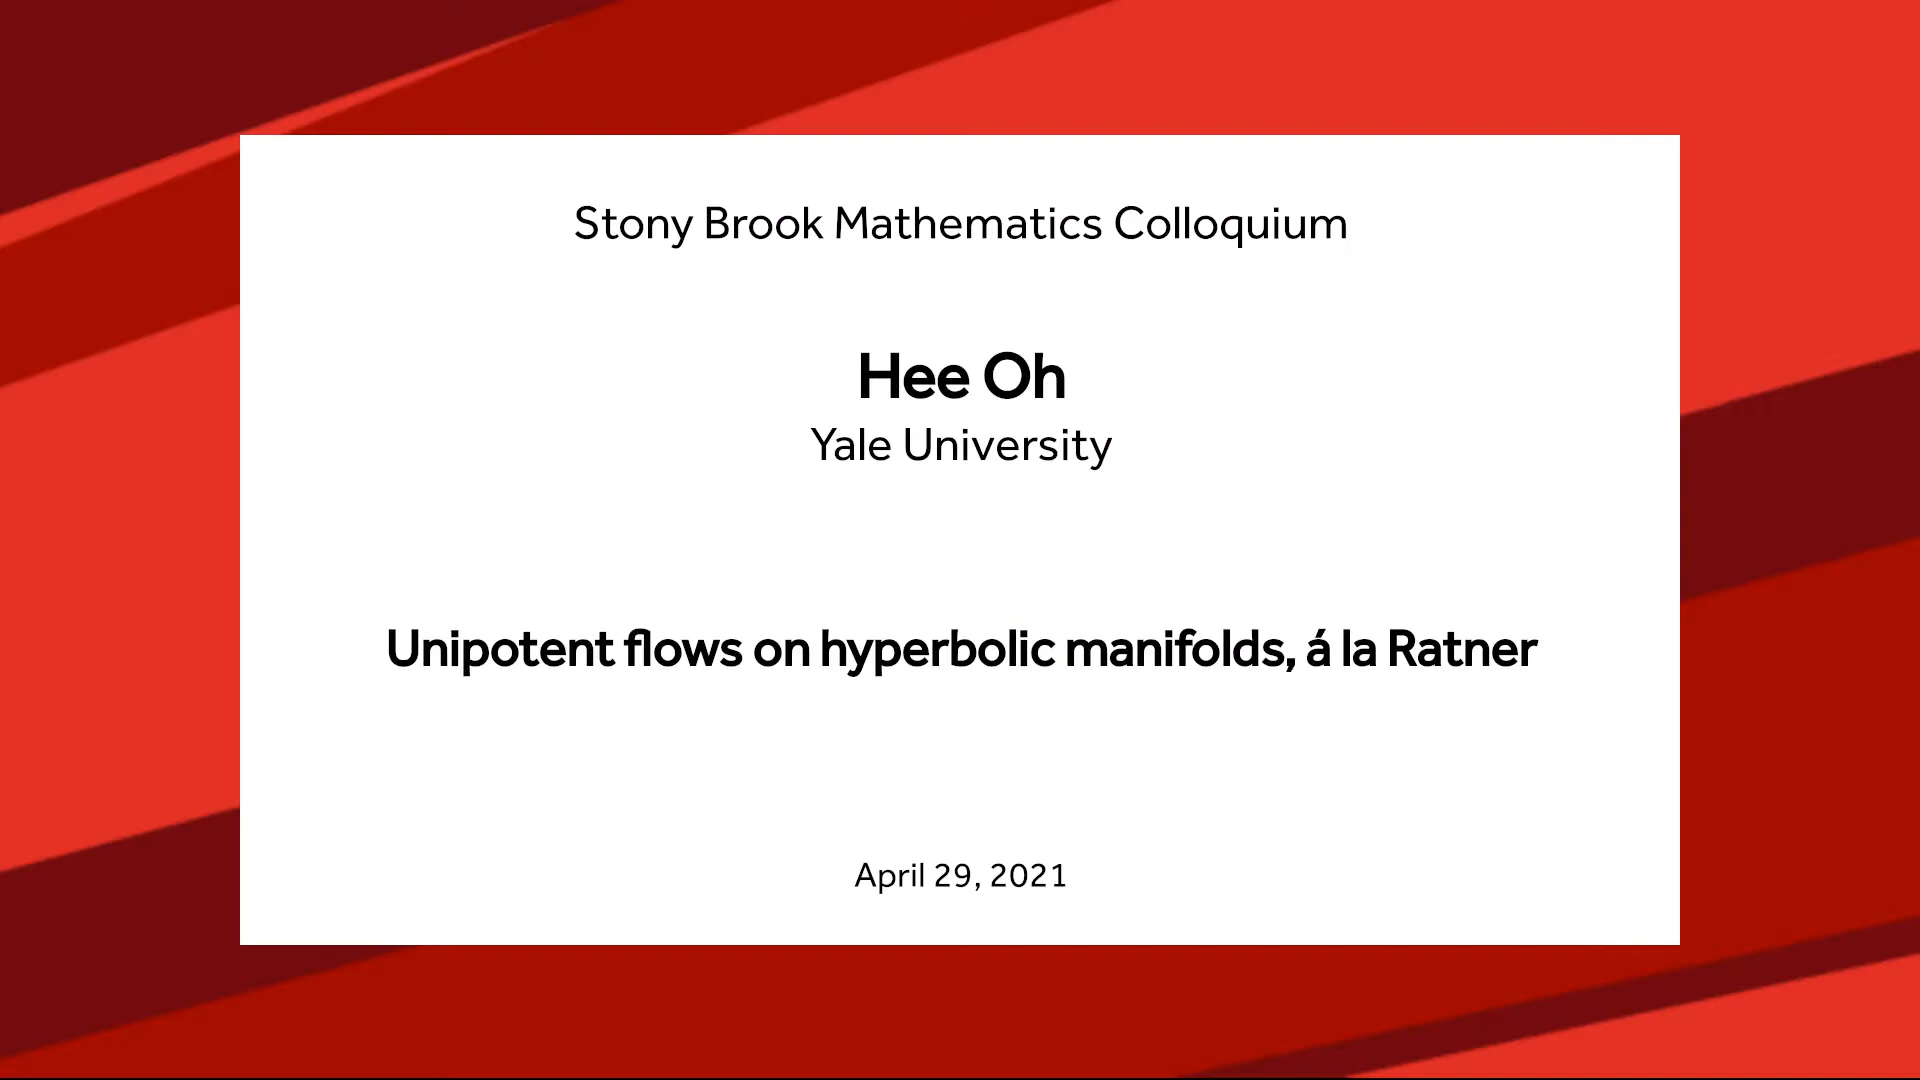 Stony Brook Mathematics Colloquium
Hee Oh
Yale University
Unipotent flows on hyperbolic manifolds, á la Ratner
April 29, 2021